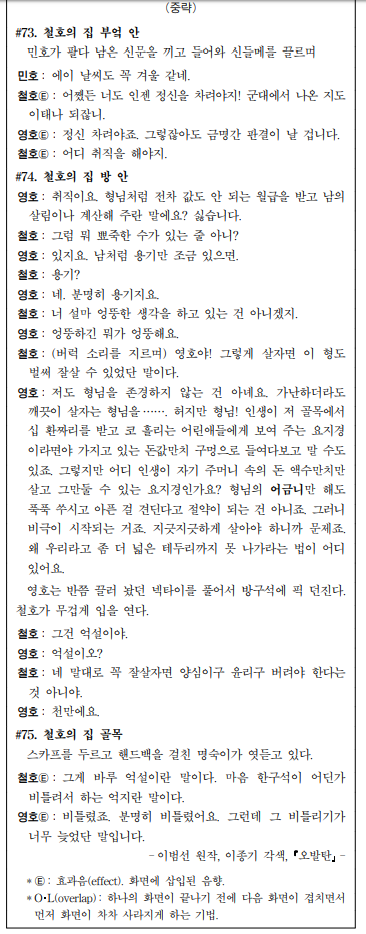 (중략)
#73. 철호의 집 부엌 안
민호가 팔다 남은 신문을 끼고 들어와 신들메를 끄르며
민호 : 에이 날씨도 꼭 겨울 같네.
철호Ⓔ : 어쨌든 너도 인젠 정신을 차려야지! 군대에서 나온 지도
이태나 되잖니.
영호Ⓔ : 정신 차려야죠. 그렇잖아도 금명간 판결이 날 겁니다.
철호Ⓔ : 어디 취직을 해야지.
#74. 철호의 집 방 안
영호 : 취직이요. 형님처럼 전차 값도 안 되는 월급을 받고 남의
살림이나 계산해 주란 말에요? 싫습니다.
철호 : 그럼 뭐 뾰죽한 수가 있는 줄 아니?
영호 : 있지요. 남처럼 용기만 조금 있으면.
철호 : 용기?
영호 : 네. 분명히 용기지요.
철호 : 너 설마 엉뚱한 생각을 하고 있는 건 아니겠지.
영호 : 엉뚱하긴 뭐가 엉뚱해요.
철호 : (버럭 소리를 지르며) 영호야! 그렇게 살자면 이 형도
벌써 잘살 수 있었단 말이다.
영호 : 저도 형님을 존경하지 않는 건 아녜요. 가난하더라도
깨끗이 살자는 형님을 ……. 허지만 형님! 인생이 저 골목에서
십 환짜리를 받고 코 흘리는 어린애들에게 보여 주는 요지경
이라면야 가지고 있는 돈값만치 구멍으로 들여다보고 말 수도
있죠. 그렇지만 어디 인생이 자기 주머니 속의 돈 액수만치만
살고 그만둘 수 있는 요지경인가요? 형님의 어금니만 해도
푹푹 쑤시고 아픈 걸 견딘다고 절약이 되는 건 아니죠. 그러니
비극이 시작되는 거죠. 지긋지긋하게 살아야 하니까 문제죠.
왜 우리라고 좀 더 넓은 테두리까지 못 나가라는 법이 어디
있어요.
영호는 반쯤 끌러 놨던 넥타이를 풀어서 방구석에 픽 던진다.
철호가 무겁게 입을 연다.
철호 : 그건 억설이야.
영호 : 억설이오?
철호 : 네 말대로 꼭 잘살자면 양심이구 윤리구 버려야 한다는
것 아니야.
영호 : 천만에요.
#75. 철호의 집 골목
스카프를 두르고 핸드백을 걸친 명숙이가 엿듣고 있다.
철호Ⓔ : 그게 바루 억설이란 말이다. 마음 한구석이 어딘가
비틀려서 하는 억지란 말이다.
영호Ⓔ : 비틀렸죠. 분명히 비틀렸어요. 그런데 그 비틀리기가
너무 늦었단 말입니다.
- 이범선 원작, 이종기 각색, 『오발탄』 -
* Ⓔ : 효과음(effect). 화면에 삽입된 음향.
* O·L(overlap) : 하나의 화면이 끝나기 전에 다음 화면이 겹치면서
먼저 화면이 차차 사라지게 하는 기법.